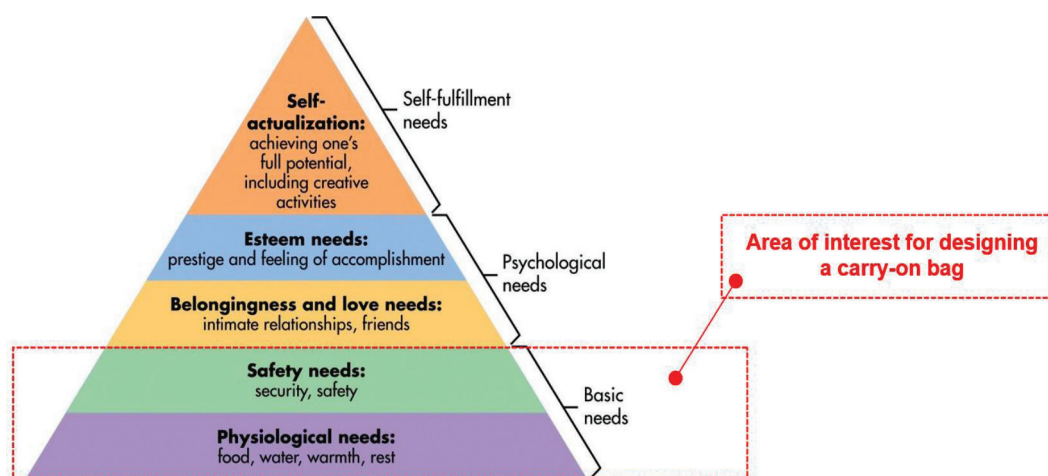 Self-
actualization:
achieving one's
full potential,
including creative
activities
Self-fulfillment
needs
Esteem needs:
prestige and feeling of accomplishment
Belongingness and love needs:
intimate relationships, friends
Psychological
needs
Safety needs:
security, safety
Physiological needs:
food, water, warmth, rest
Basic
needs
Area of interest for designing
a carry-on bag